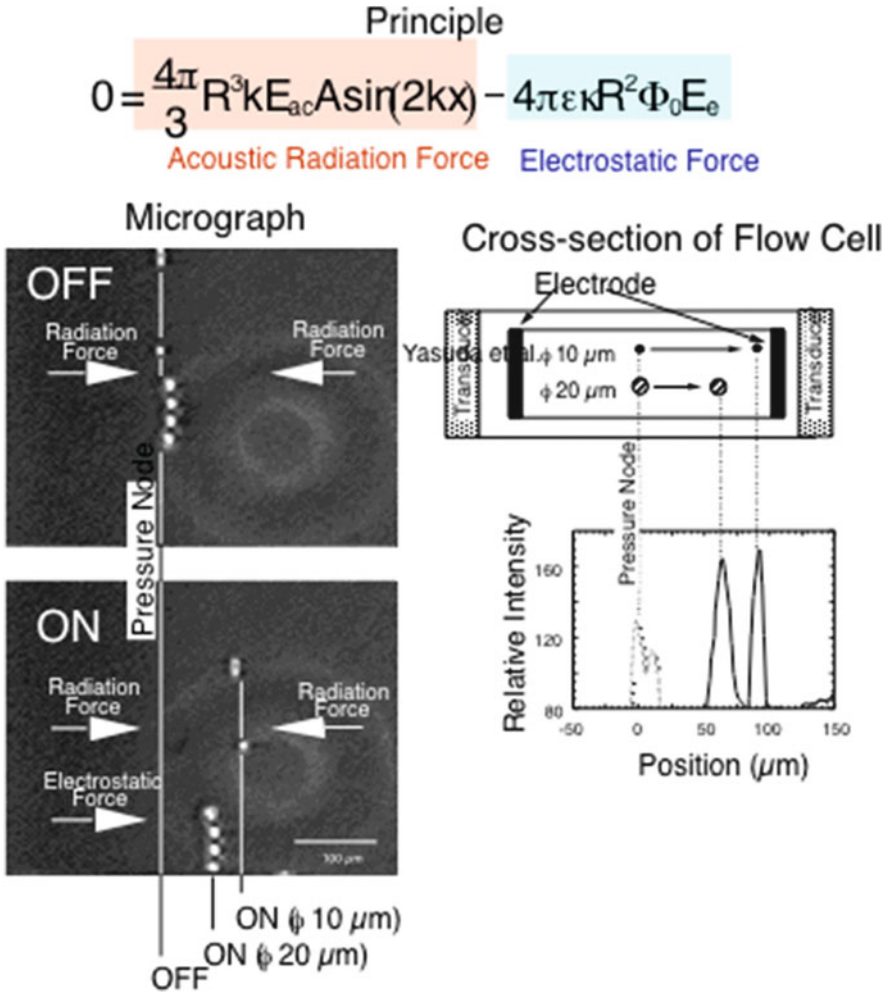 Principle
0 = 4π/3 R³kE_ac Asin(2kx) − 4πεκR²Φ₀E_e
Acoustic Radiation Force
Electrostatic Force
Micrograph
OFF
Radiation
Force
Radiation
Force
Pressure Node
ON
Radiation
Force
Radiation
Force
Electrostatic
Force
100 µm
ON (ϕ 10 µm)
ON (ϕ 20 µm)
OFF
Cross-section of Flow Cell
Electrode
Transducer
Transducer
Yasuda et al.
ϕ 10 µm
ϕ 20 µm
Pressure Node
Relative Intensity
160
120
80
-50
0
50
100
150
Position (µm)